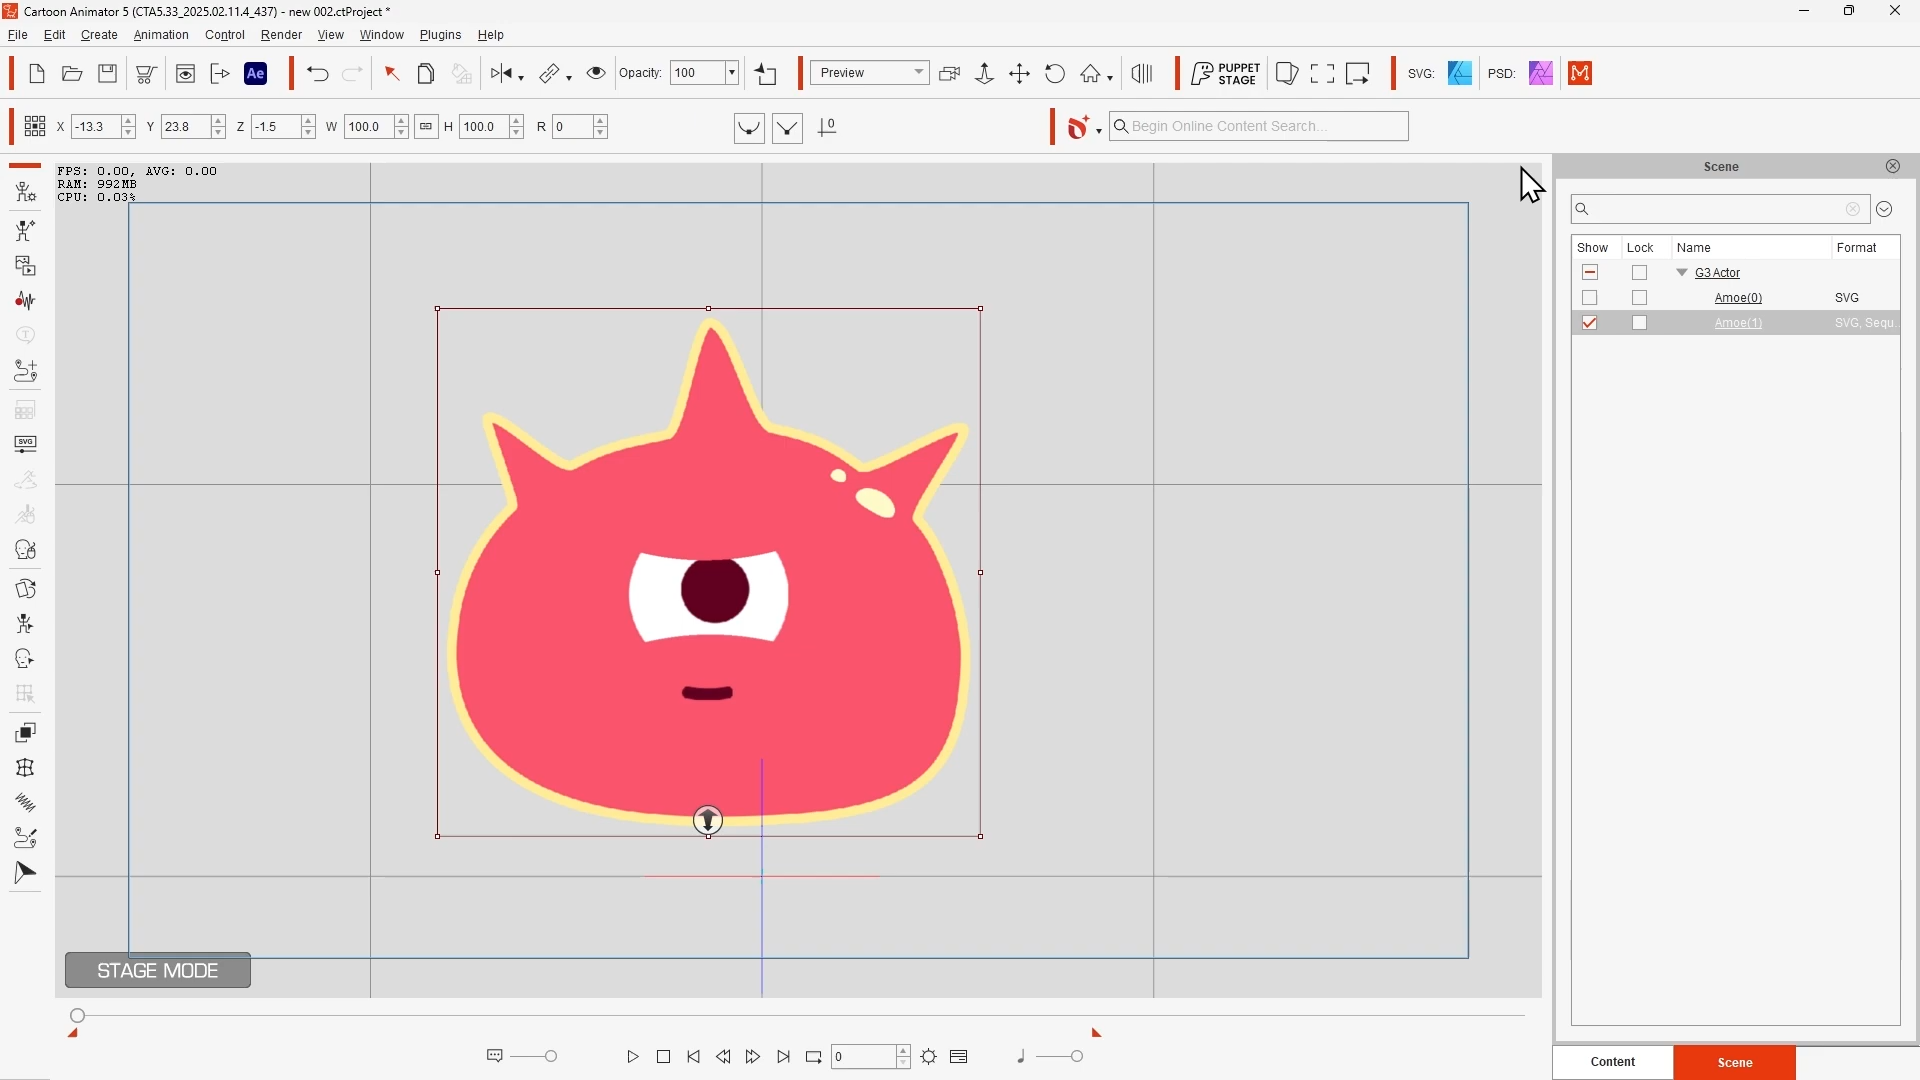 Cartoon Animator 5 (CTA5.33_2025.02.11.4_437) - new 002.ctProject *
File Edit Create Animation Control Render View Window Plugins Help
Ae
Opacity: 100
Preview
PUPPET
STAGE
SVG:
PSD:
X -13.3 Y 23.8 Z -1.5 W 100.0 H 100.0 R 0
0
Begin Online Content Search...
FPS: 0.00, AVG: 0.00
RAM: 992MB
CPU: 0.03%
Scene
Show Lock Name Format
G3 Actor
Amoe(0) SVG
Amoe(1) SVG, Sequ
SVG
STAGE MODE
0
Content Scene